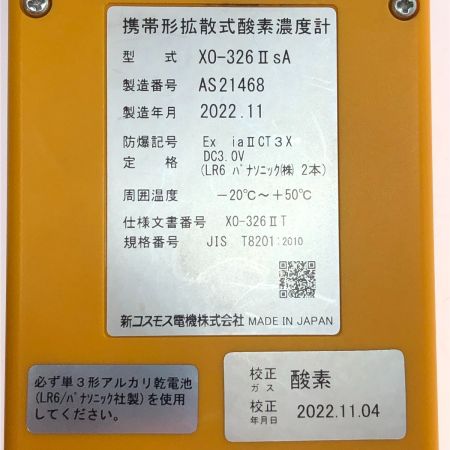 携帯形拡散式酸素濃度計
型式 XO-326ⅡsA
製造番号 AS21468
製造年月 2022.11
防爆記号 Ex iaⅡCT3X
定格 DC3.0V
(LR6 ﾊﾟﾅｿﾆｯｸ㈱ 2本)
周囲温度 -20℃~+50℃
仕様文書番号 XO-326ⅡT
規格番号 JIS T8201:2010
新コスモス電機株式会社 MADE IN JAPAN
必ず単3形アルカリ乾電池
(LR6/ﾊﾟﾅｿﾆｯｸ社製)を使用
してください。
校正ガス 酸素
校正年月日 2022.11.04